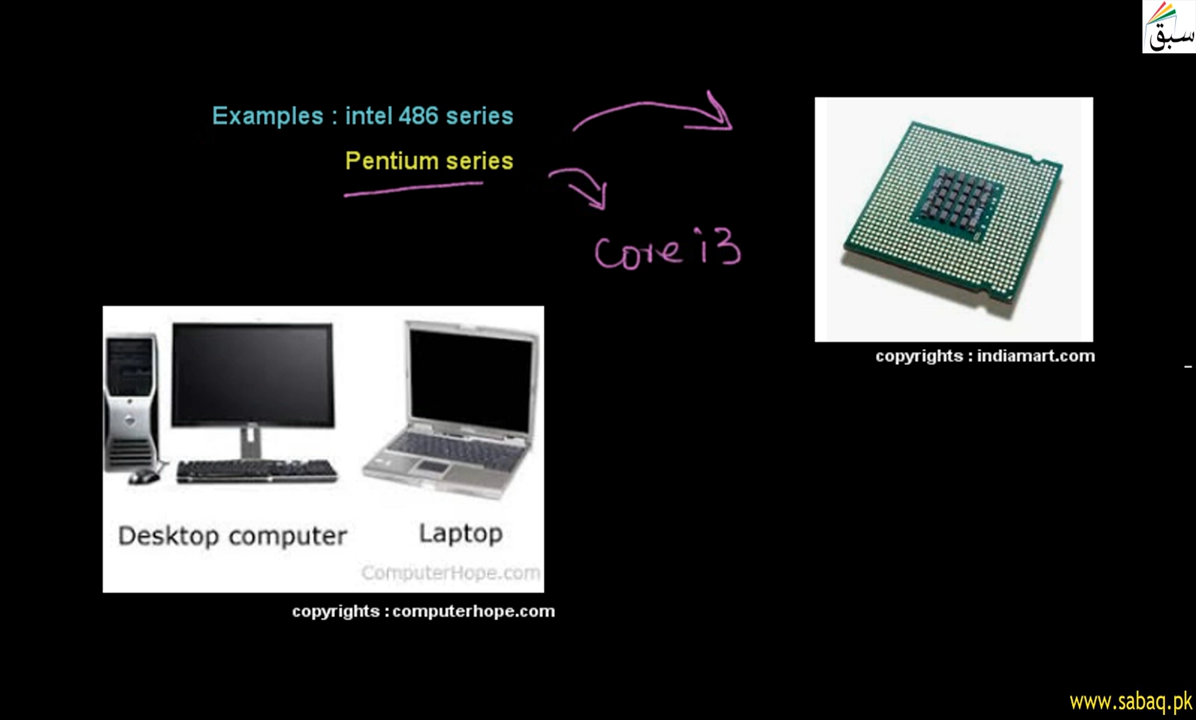 سبق
Examples : intel 486 series
Pentium series
Core i3
copyrights : indiamart.com
Desktop computer
Laptop
ComputerHope.com
copyrights : computerhope.com
www.sabaq.pk